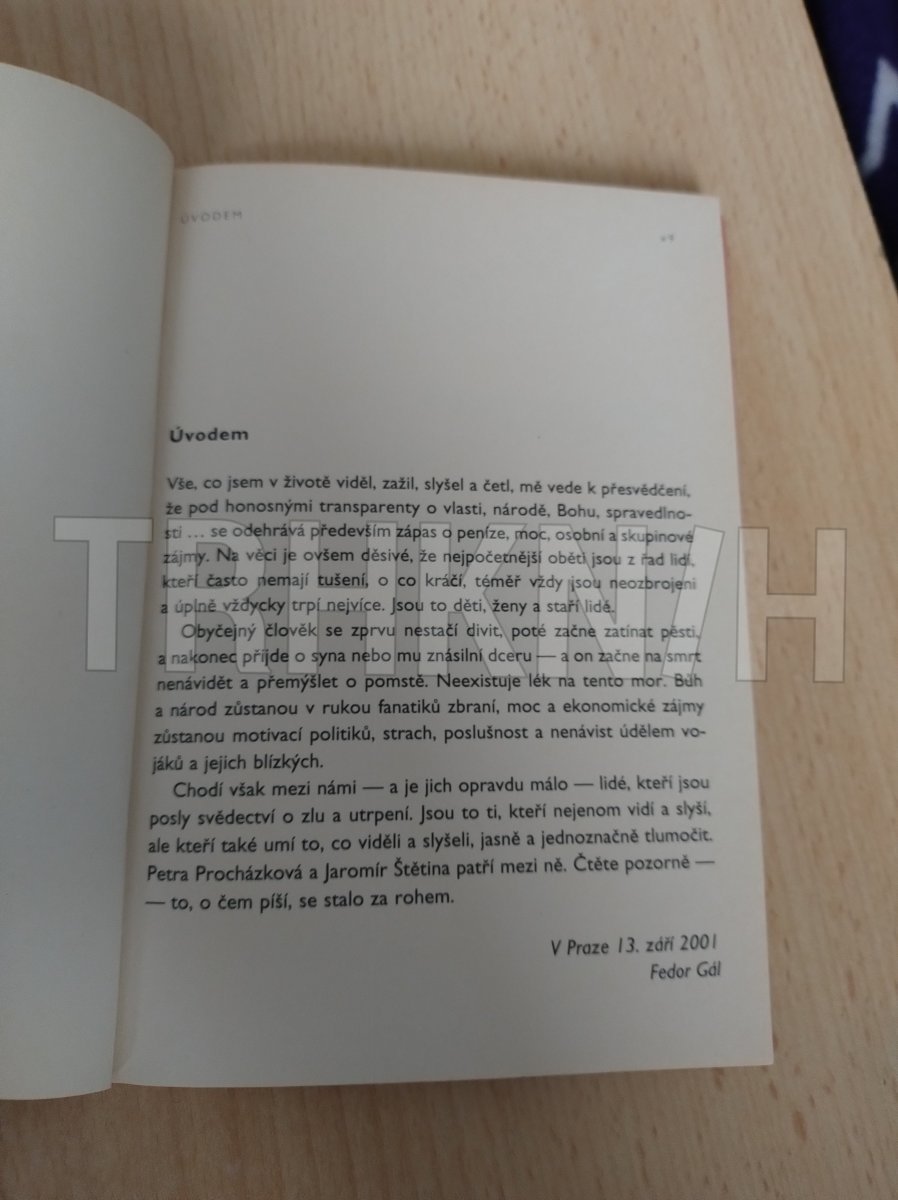 ÚVODEM
Úvodem
Vše, co jsem v životě viděl, zažil, slyšel a četl, mě vede k přesvědčení,
že pod honosnými transparenty o vlasti, národě, Bohu, spravedlno-
sti ... se odehrává především zápas o peníze, moc, osobní a skupinové
zájmy. Na věci je ovšem děsivé, že nejpočetnější oběti jsou z řad lidí,
kteří často nemají tušení, o co kráčí, téměř vždy jsou neozbrojeni
a úplně vždycky trpí nejvíce. Jsou to děti, ženy a staří lidé.
Obyčejný člověk se zprvu nestačí divit, poté začne zatínat pěsti,
a nakonec přijde o syna nebo mu znásilní dceru — a on začne na smrt
nenávidět a přemýšlet o pomstě. Neexistuje lék na tento mor. Bůh
a národ zůstanou v rukou fanatiků zbraní, moc a ekonomické zájmy
zůstanou motivací politiků, strach, poslušnost a nenávist údělem vo-
jáků a jejich blízkých.
Chodí však mezi námi — a je jich opravdu málo — lidé, kteří jsou
posly svědectví o zlu a utrpení. Jsou to ti, kteří nejenom vidí a slyší,
ale kteří také umí to, co viděli a slyšeli, jasně a jednoznačně tlumočit.
Petra Procházková a Jaromír Štětina patří mezi ně. Čtěte pozorně —
— to, o čem píší, se stalo za rohem.
V Praze 13. září 2001
Fedor Gál